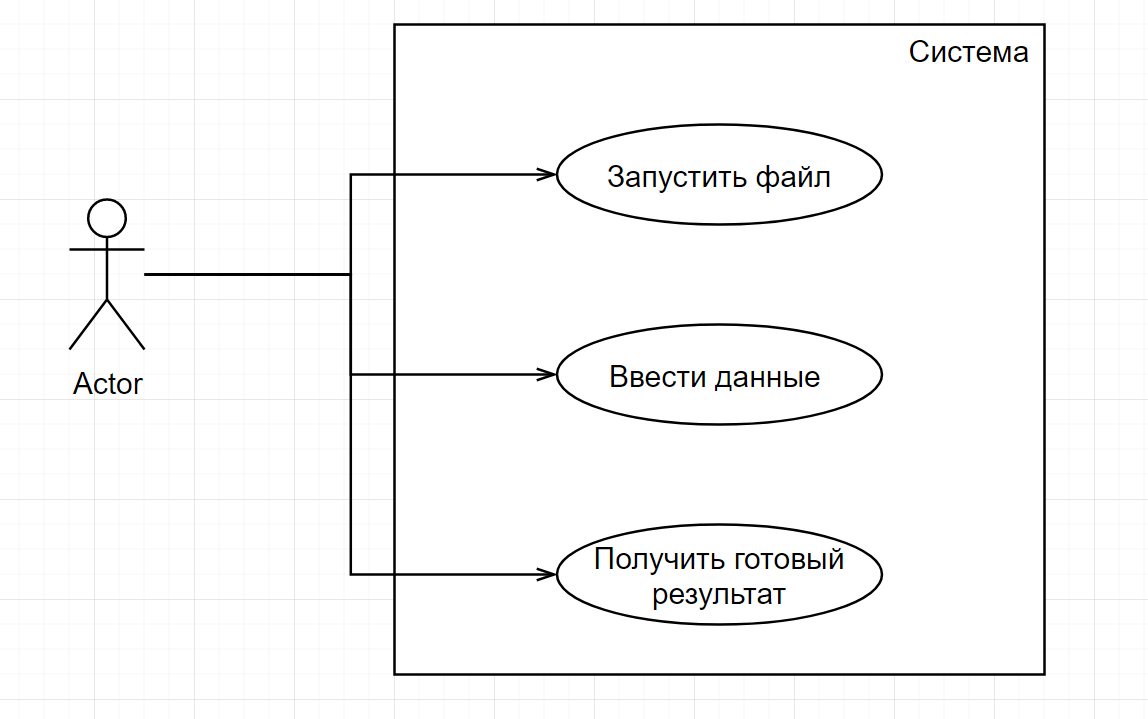 Система
Запустить файл
Actor
Ввести данные
Получить готовый
результат